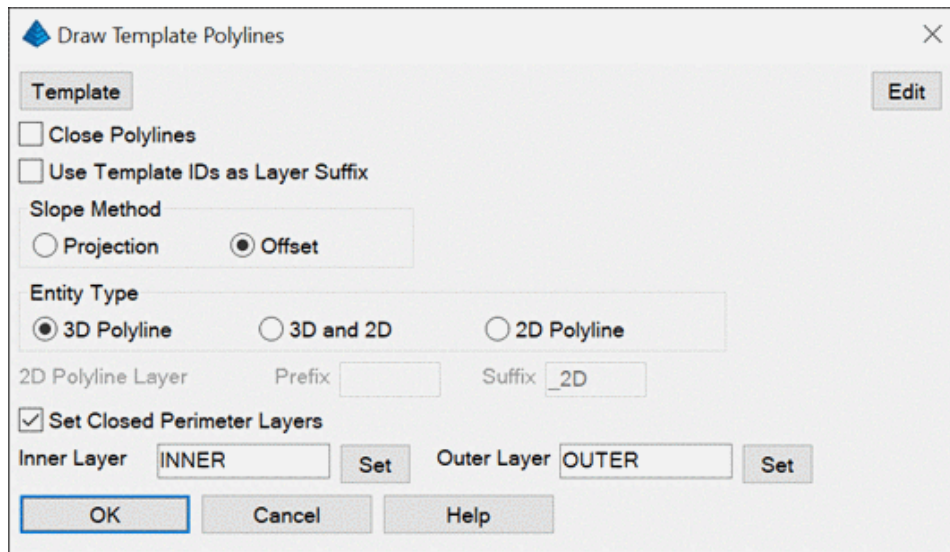 Draw Template Polylines
Template Edit
Close Polylines
Use Template IDs as Layer Suffix
Slope Method
Projection Offset
Entity Type
3D Polyline 3D and 2D 2D Polyline
2D Polyline Layer Prefix Suffix _2D
Set Closed Perimeter Layers
Inner Layer INNER Set Outer Layer OUTER Set
OK Cancel Help